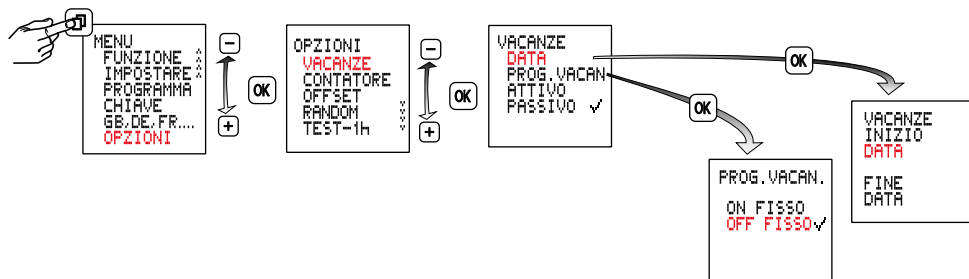 MENU
FUNZIONE
IMPOSTARE
PROGRAMMA
CHIAVE
GB,DE,FR....
OPZIONI
−
OK
+
OPZIONI
VACANZE
CONTATORE
OFFSET
RANDOM
TEST-1h
−
OK
+
VACANZE
DATA
PROG.VACAN
ATTIVO
PASSIVO ✓
OK
OK
PROG.VACAN.
ON FISSO
OFF FISSO✓
VACANZE
INIZIO
DATA
FINE
DATA